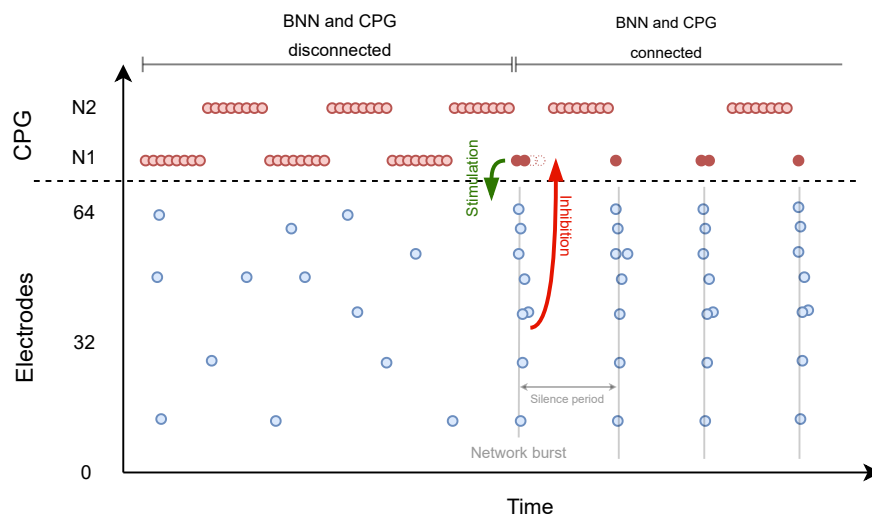 BNN and CPG
disconnected
BNN and CPG
connected
CPG
N2
N1
Stimulation
Inhibition
Electrodes
64
32
0
Silence period
Network burst
Time